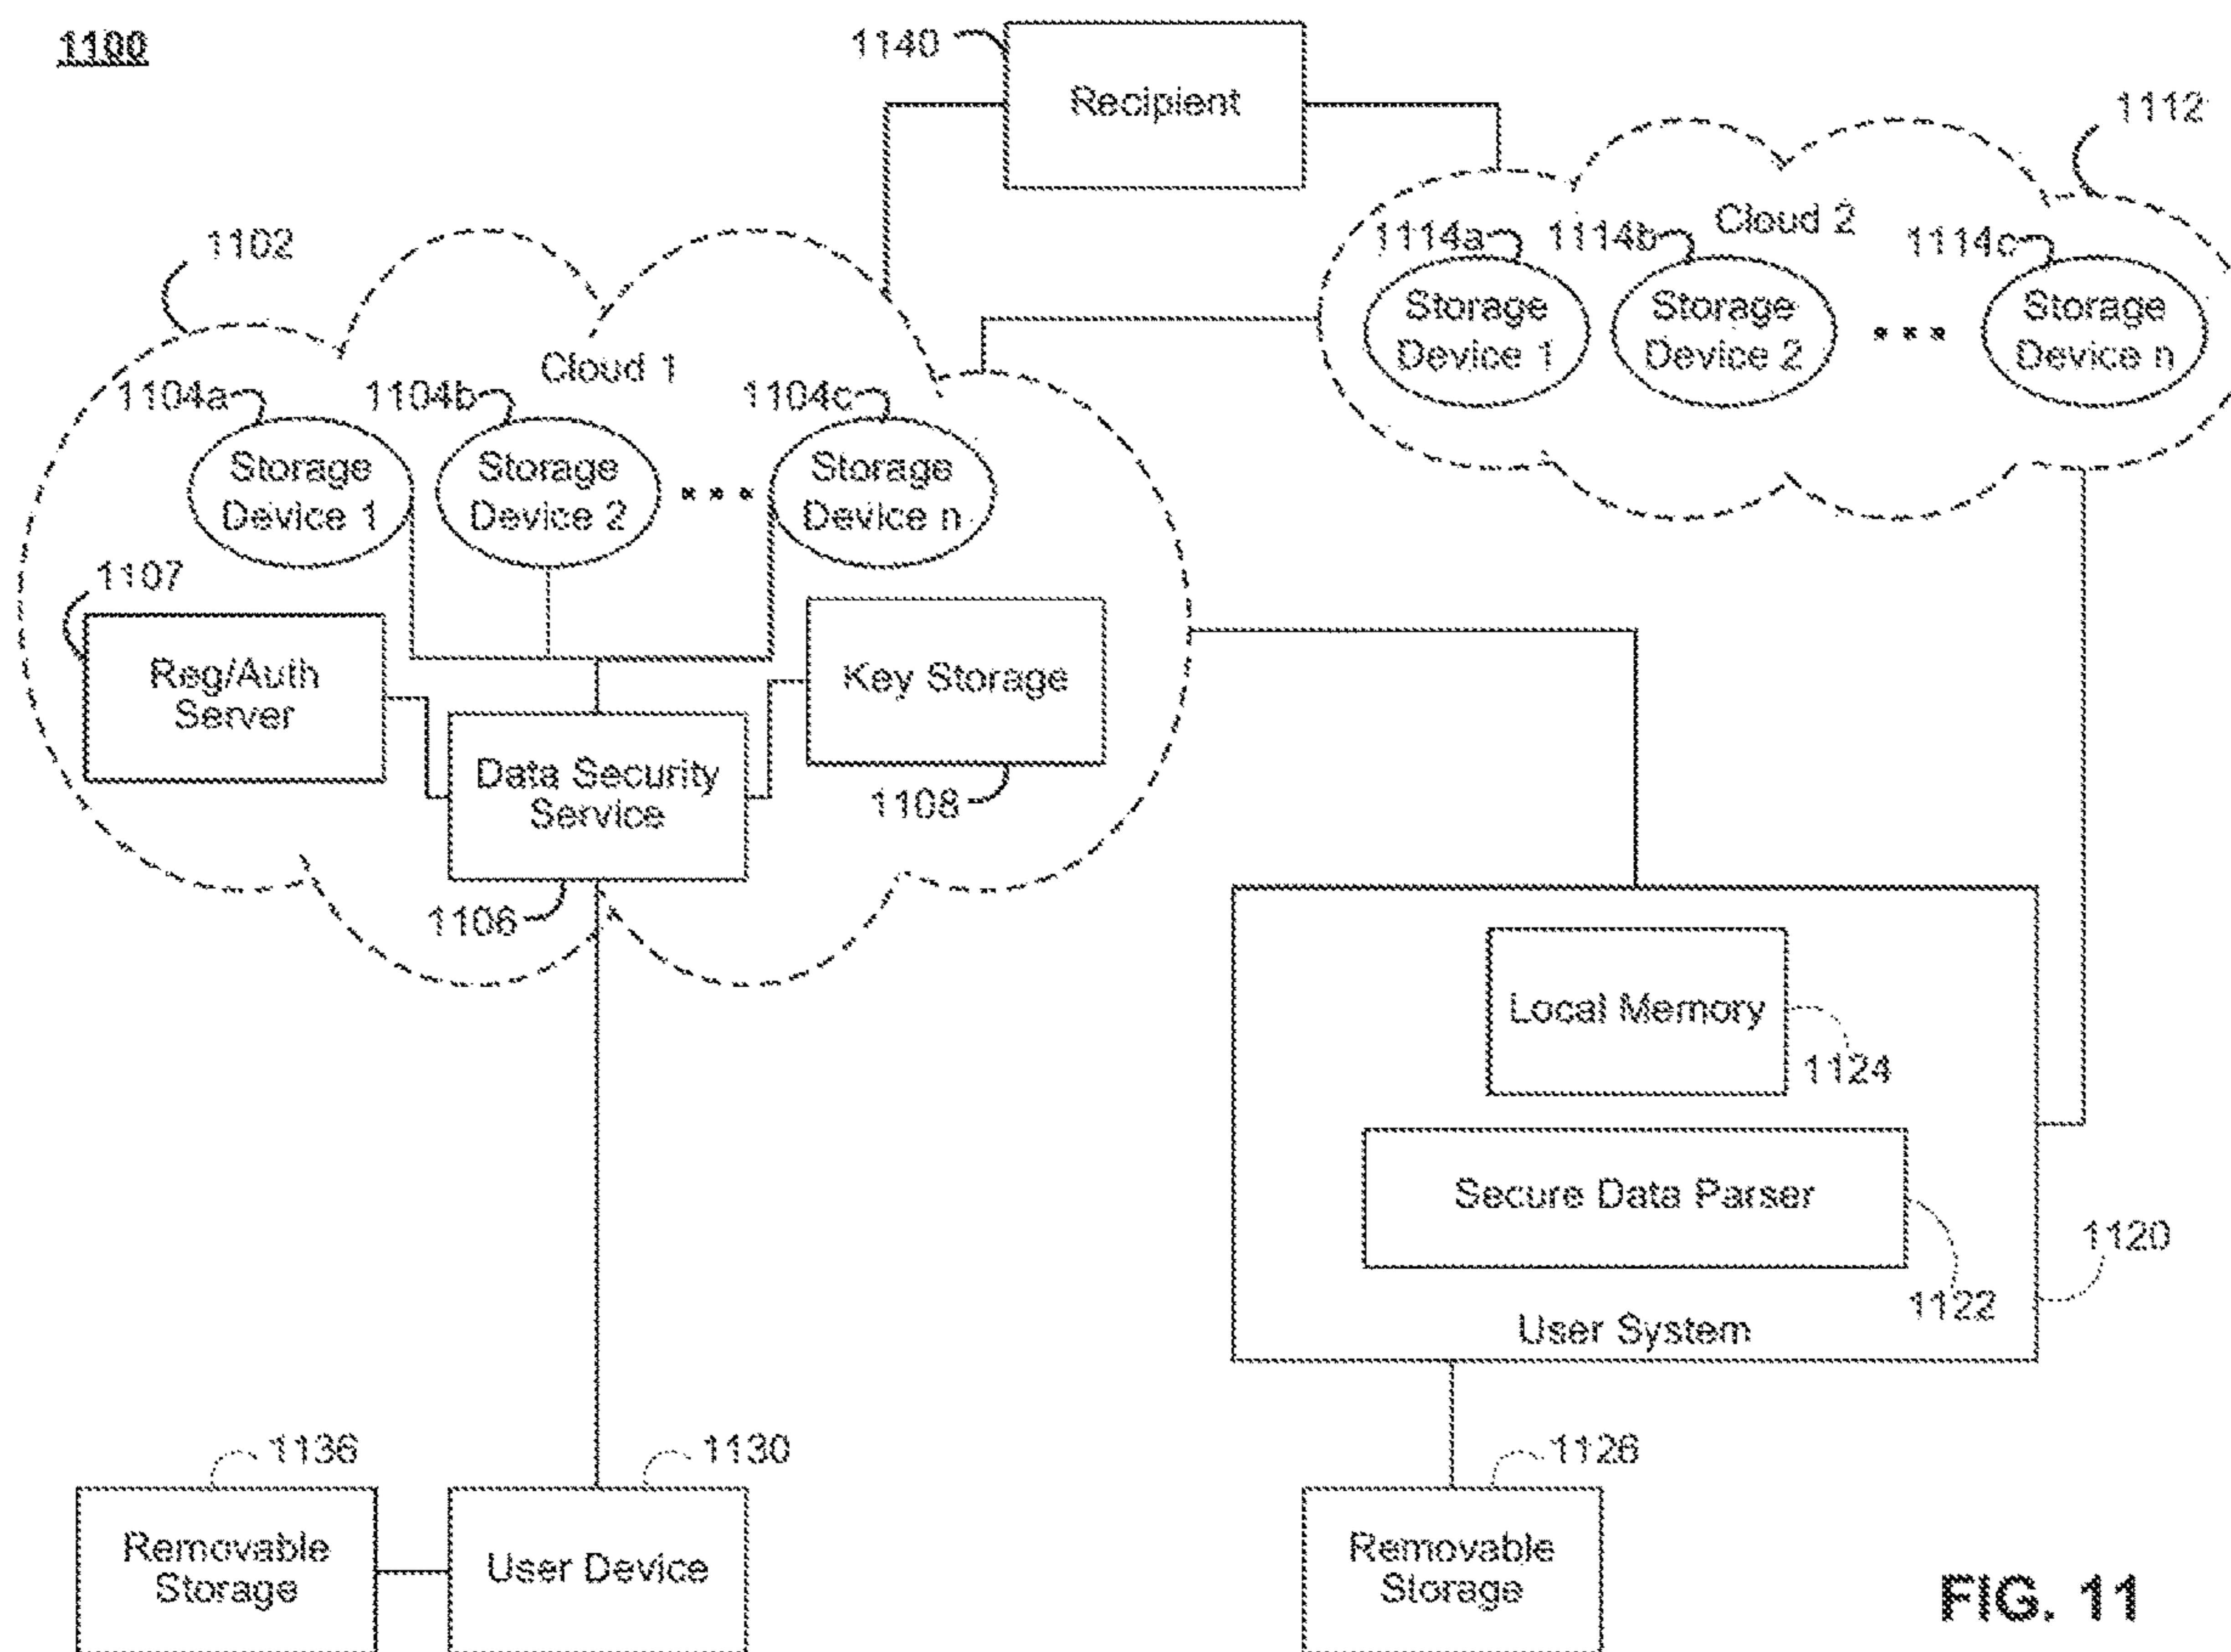 1100
1140
Recipient
1112
1102
Cloud 2
1114a
1114b
1114c
Storage
Device 1
Storage
Device 2
Storage
Device n
Cloud 1
1104a
1104b
1104c
Storage
Device 1
Storage
Device 2
Storage
Device n
1107
Reg/Auth
Server
Key Storage
Data Security
Service
1108
1106
Local Memory
1124
Secure Data Parser
1120
1122
User System
1136
1130
1126
Removable
Storage
User Device
Removable
Storage
FIG. 11